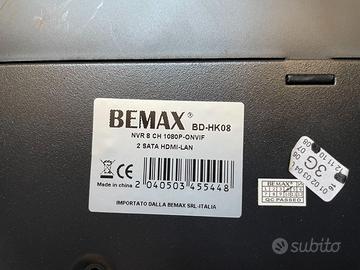 BEMAX® BD-HK08
NVR 8 CH 1080P-ONVIF
2 SATA HDMI-LAN
Made in china
2 040503 455448
IMPORTATO DALLA BEMAX SRL-ITALIA
3G
QC PASSED
subito